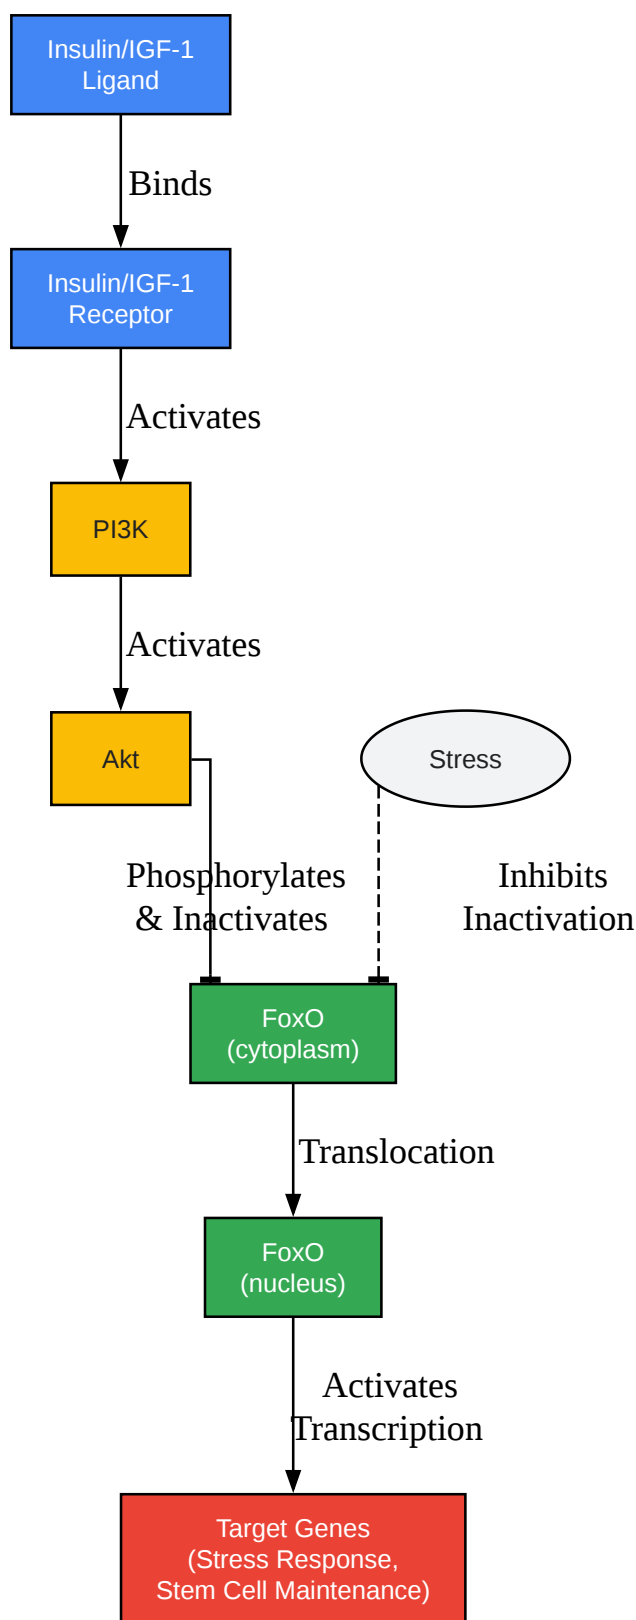 Insulin/IGF-1
Ligand
Binds
Insulin/IGF-1
Receptor
Activates
PI3K
Activates
Akt
Stress
Phosphorylates
& Inactivates
Inhibits
Inactivation
FoxO
(cytoplasm)
Translocation
FoxO
(nucleus)
Activates
Transcription
Target Genes
(Stress Response,
Stem Cell Maintenance)